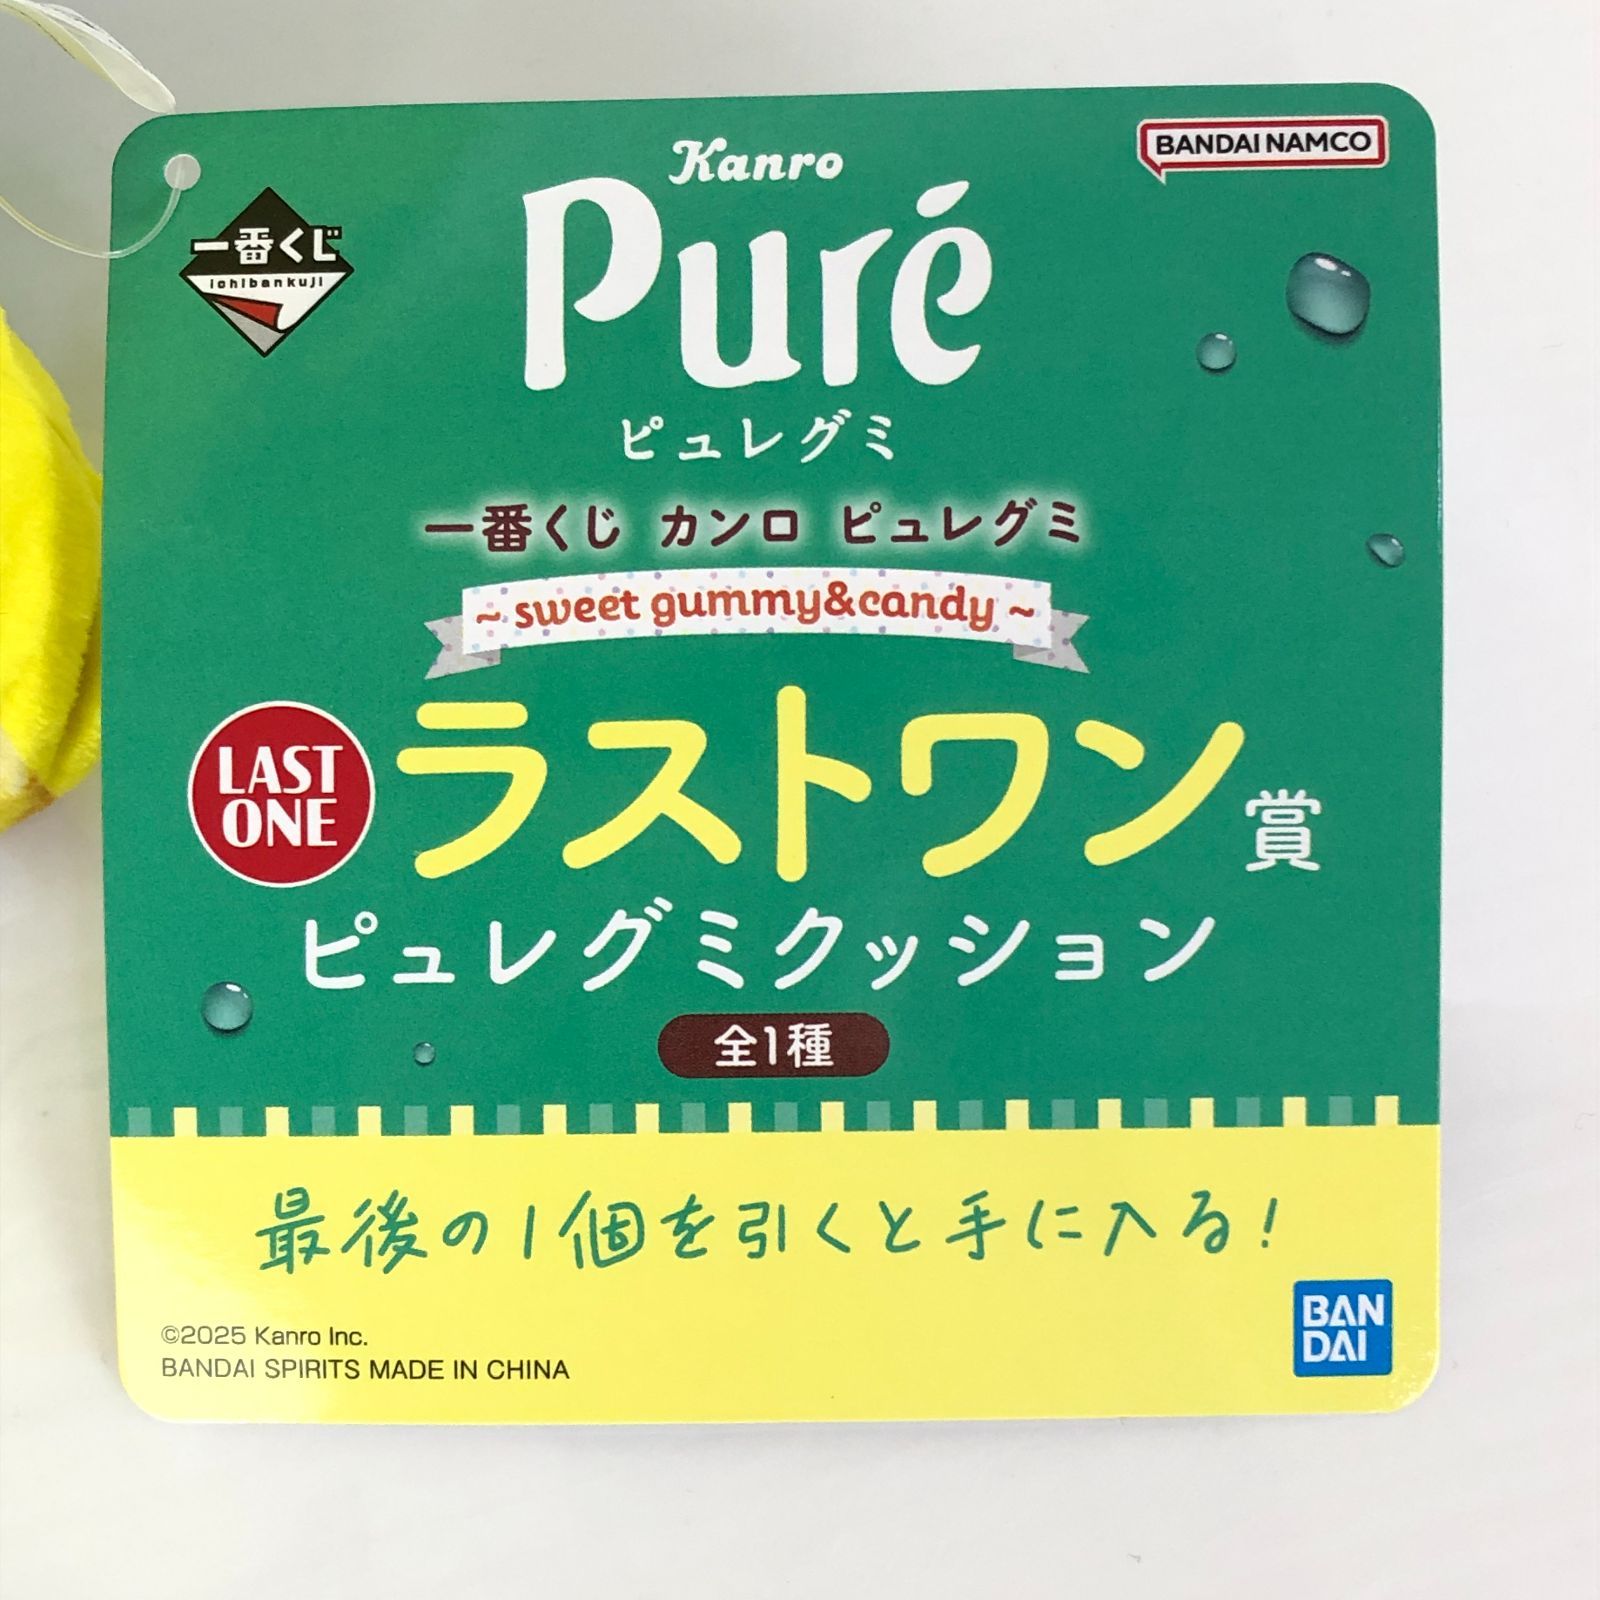 Kanro
BANDAI NAMCO
Puré
一番くじ
ichibankuji
ピュレグミ
一番くじ カンロ ピュレグミ
~ sweet gummy&candy ~
LAST
ONE
ラストワン賞
ピュレグミクッション
全1種
最後の1個を引くと手に入る!
©2025 Kanro Inc.
BANDAI SPIRITS MADE IN CHINA
BAN
DAI